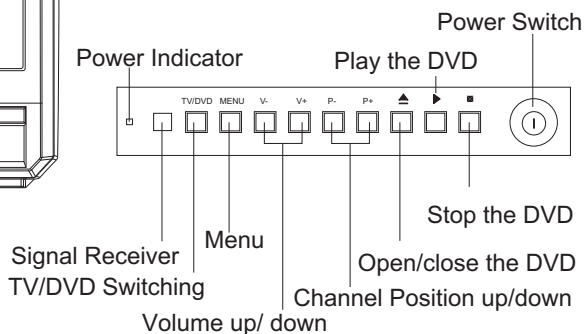 Power Switch
Power Indicator
Play the DVD
TV/DVD MENU V- V+ P- P+
Stop the DVD
Menu
Signal Receiver
Open/close the DVD
TV/DVD Switching
Channel Position up/down
Volume up/ down